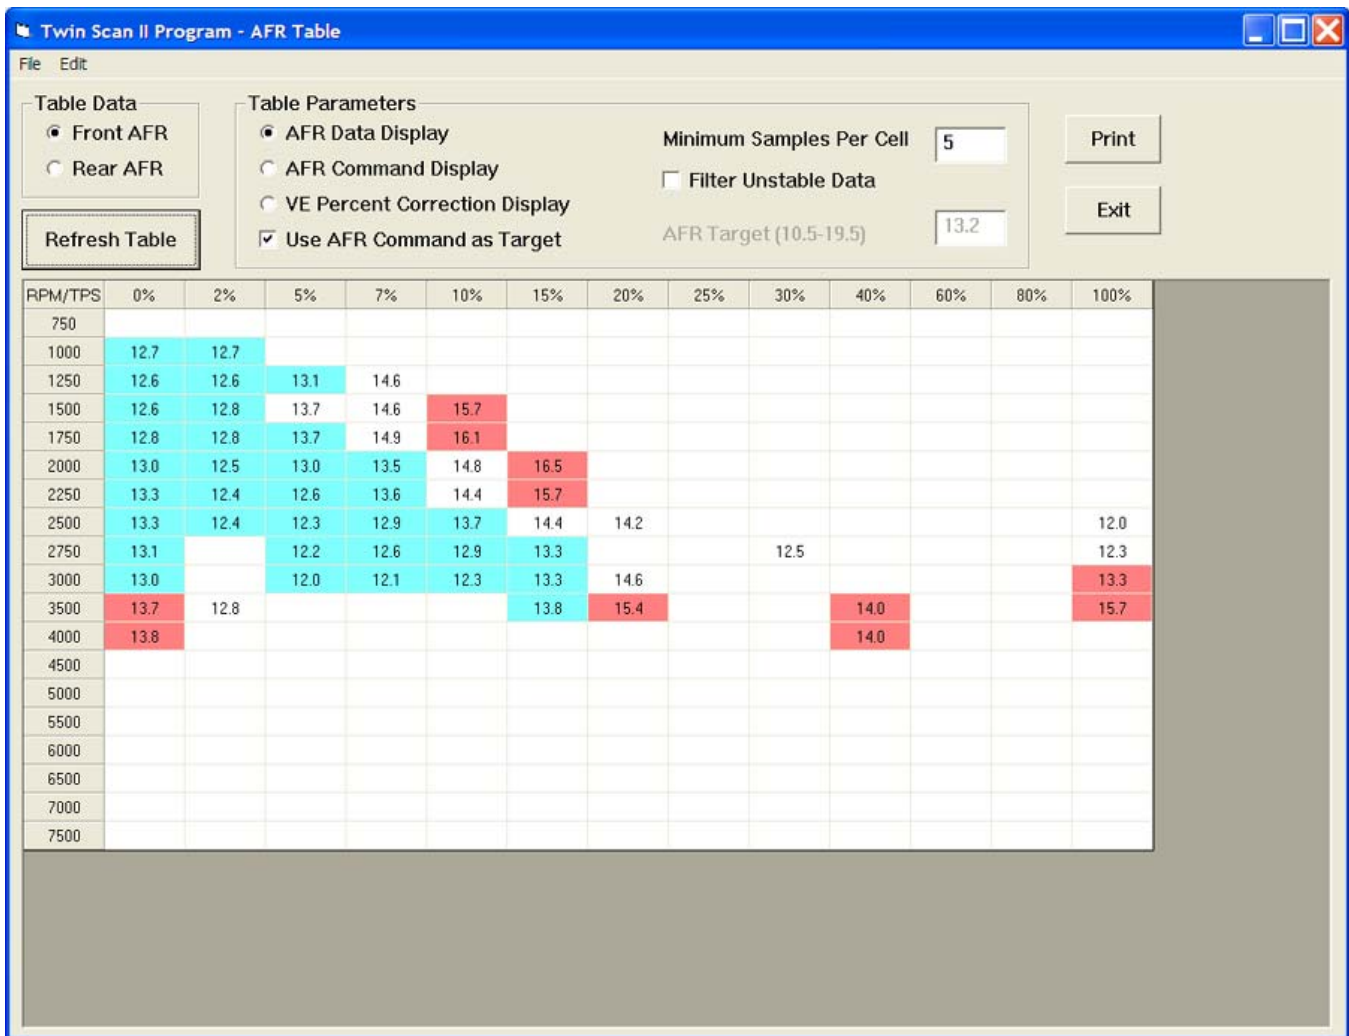 Twin Scan II Program - AFR Table
File Edit
Table Data
Front AFR
Rear AFR
Refresh Table
Table Parameters
AFR Data Display
AFR Command Display
VE Percent Correction Display
Use AFR Command as Target
Minimum Samples Per Cell 5
Filter Unstable Data
AFR Target (10.5-19.5) 13.2
Print
Exit
RPM/TPS 0% 2% 5% 7% 10% 15% 20% 25% 30% 40% 60% 80% 100%
750
1000 12.7 12.7
1250 12.6 12.6 13.1 14.6
1500 12.6 12.8 13.7 14.6 15.7
1750 12.8 12.8 13.7 14.9 16.1
2000 13.0 12.5 13.0 13.5 14.8 16.5
2250 13.3 12.4 12.6 13.6 14.4 15.7
2500 13.3 12.4 12.3 12.9 13.7 14.4 14.2 12.0
2750 13.1 12.2 12.6 12.9 13.3 12.5 12.3
3000 13.0 12.0 12.1 12.3 13.3 14.6 13.3
3500 13.7 12.8 13.8 15.4 14.0 15.7
4000 13.8 14.0
4500
5000
5500
6000
6500
7000
7500